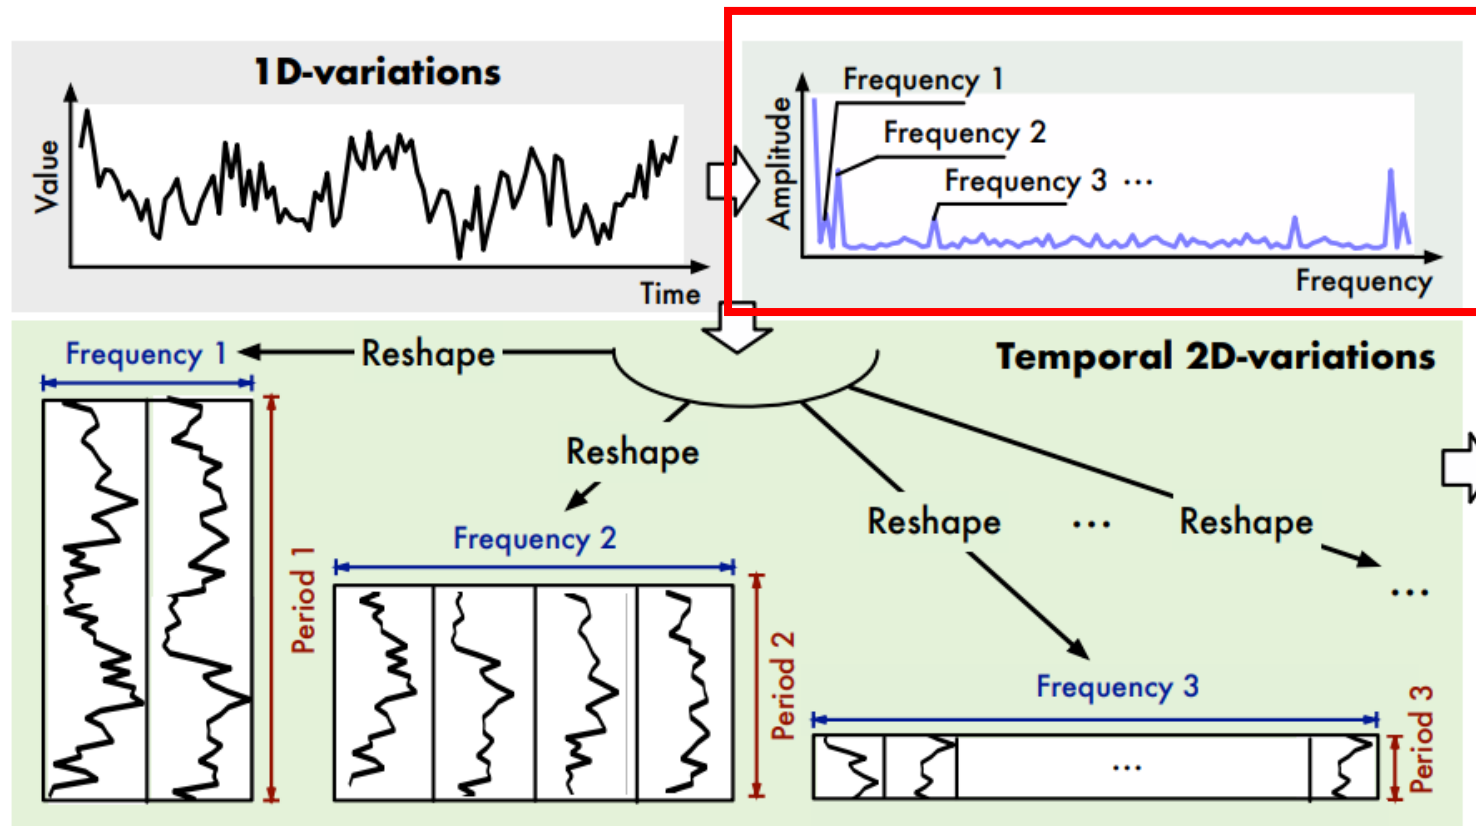 1D-variations
Value
Time
Frequency 1
Frequency 2
Frequency 3 ...
Amplitude
Frequency
Temporal 2D-variations
Frequency 1
Reshape
Reshape
Reshape
...
Reshape
...
Period 1
Frequency 2
Period 2
Frequency 3
...
Period 3